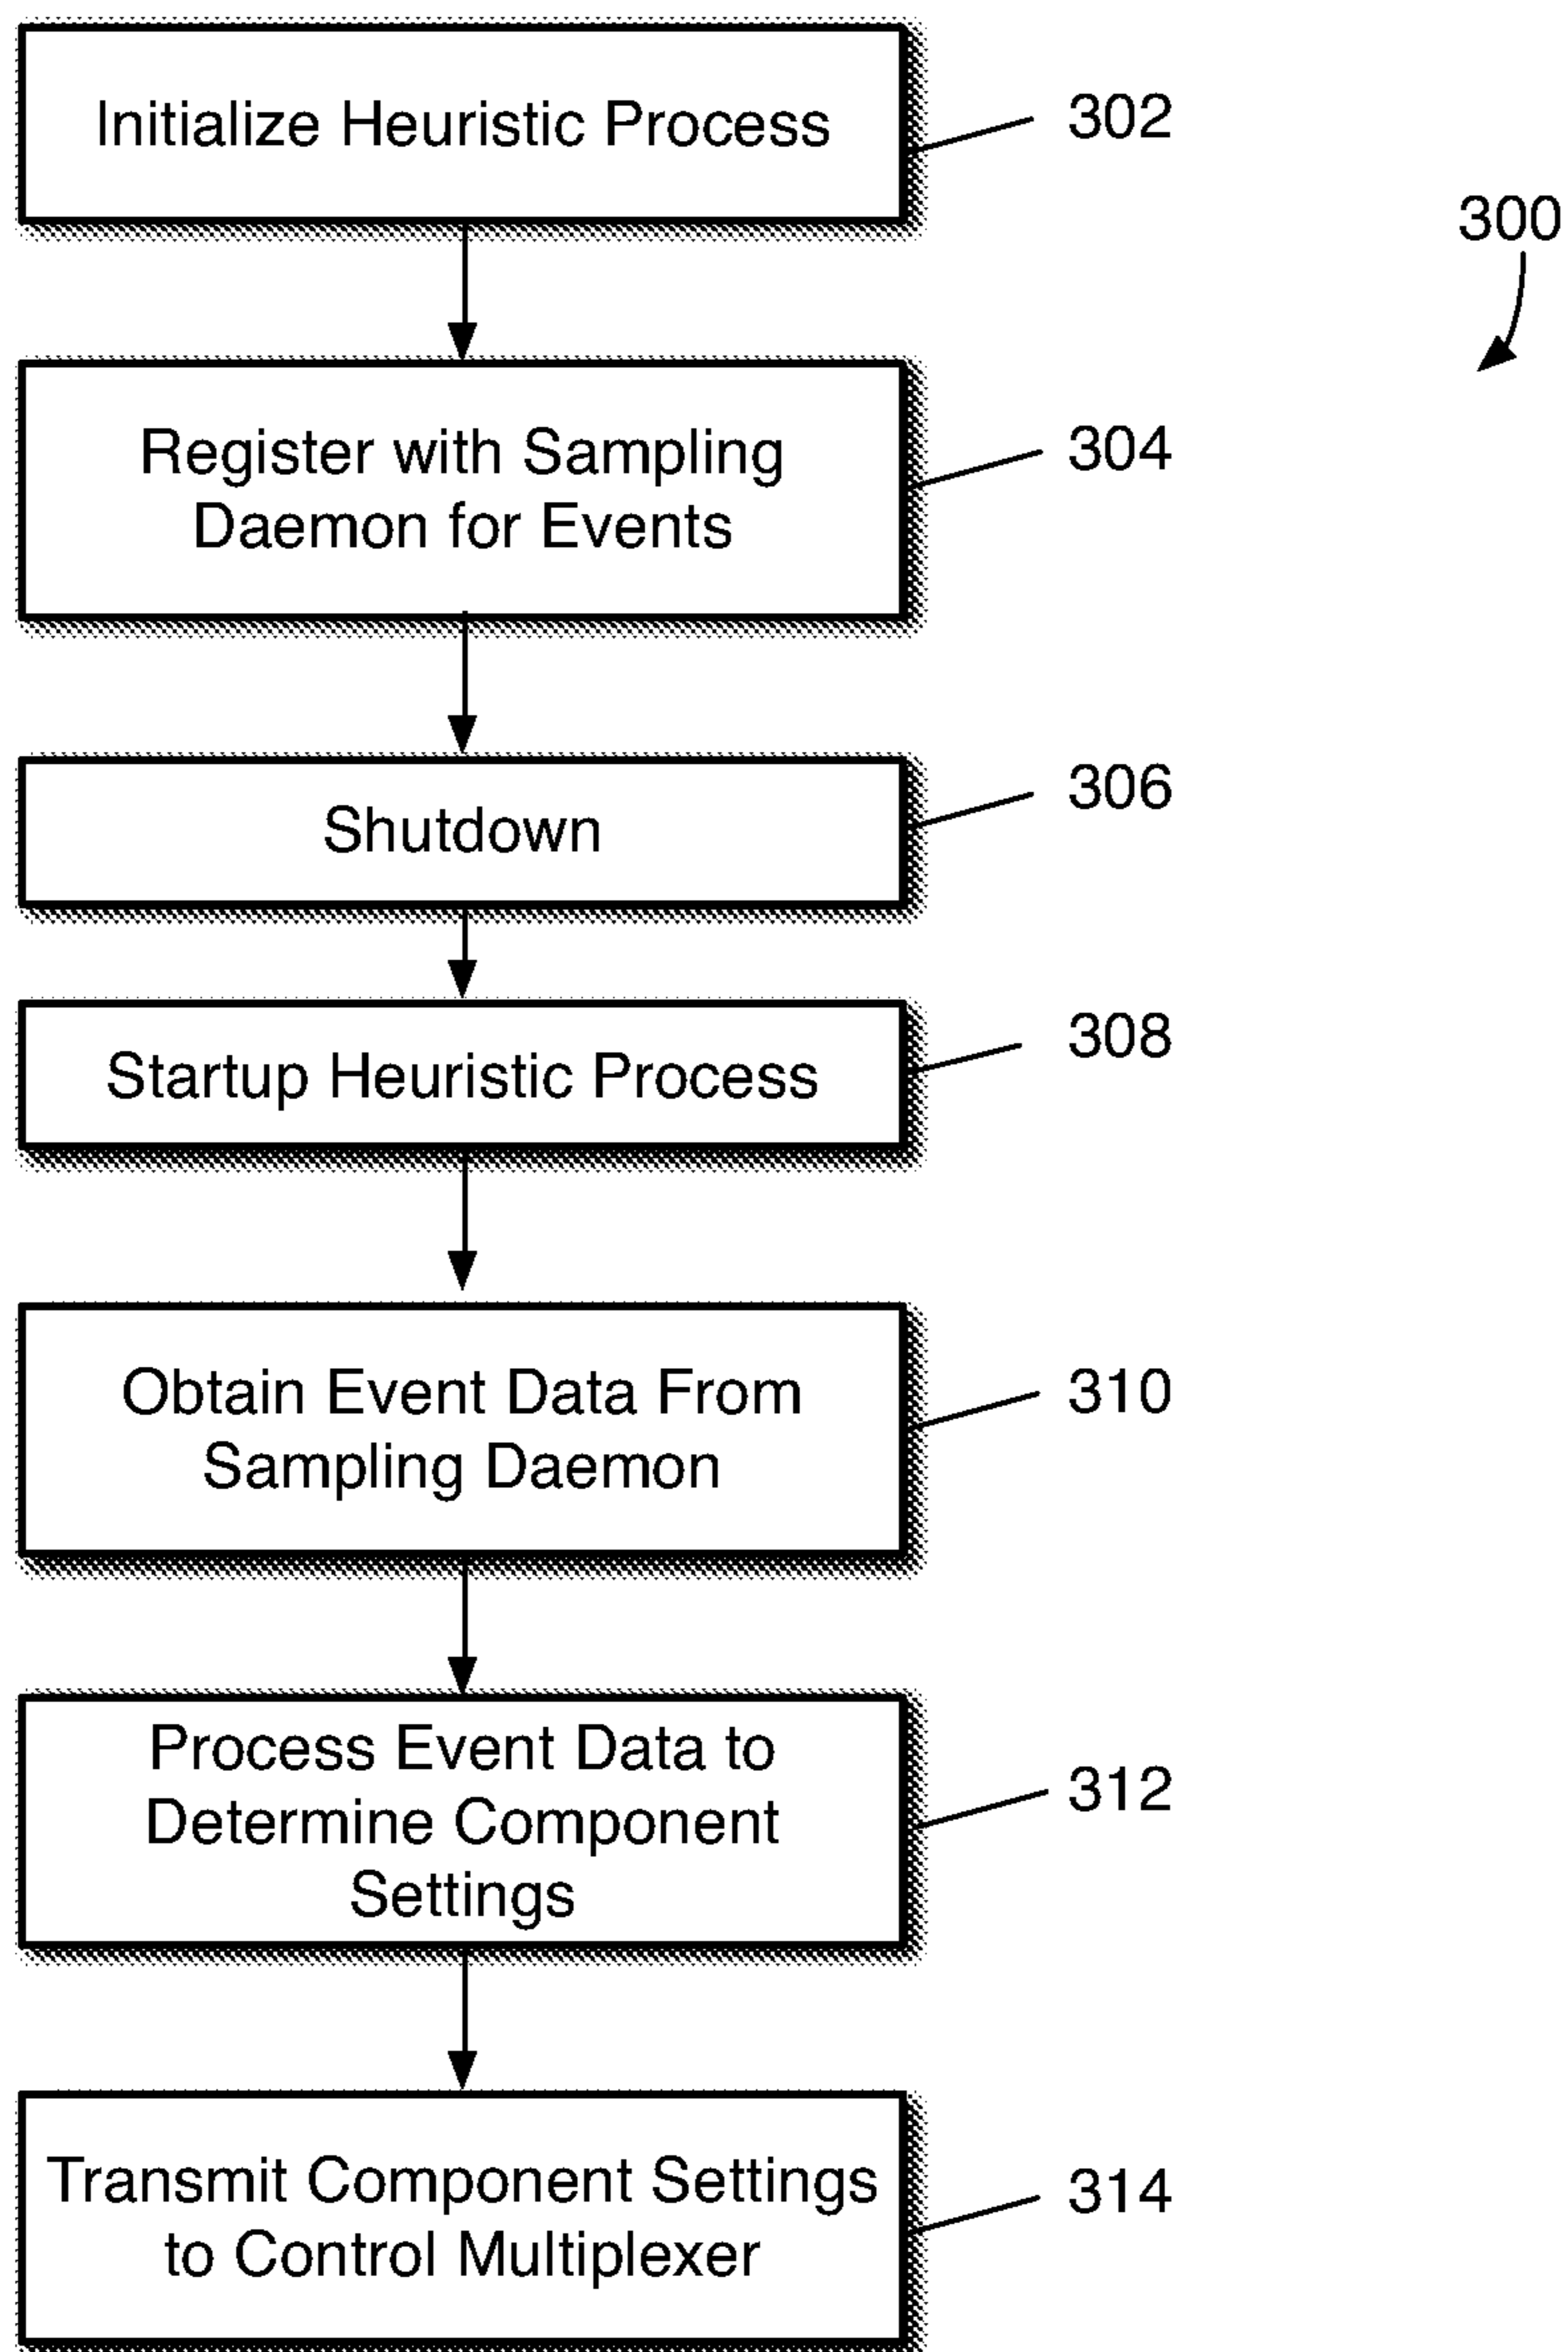 Initialize Heuristic Process
302
300
Register with Sampling
Daemon for Events
304
Shutdown
306
Startup Heuristic Process
308
Obtain Event Data From
Sampling Daemon
310
Process Event Data to
Determine Component
Settings
312
Transmit Component Settings
to Control Multiplexer
314